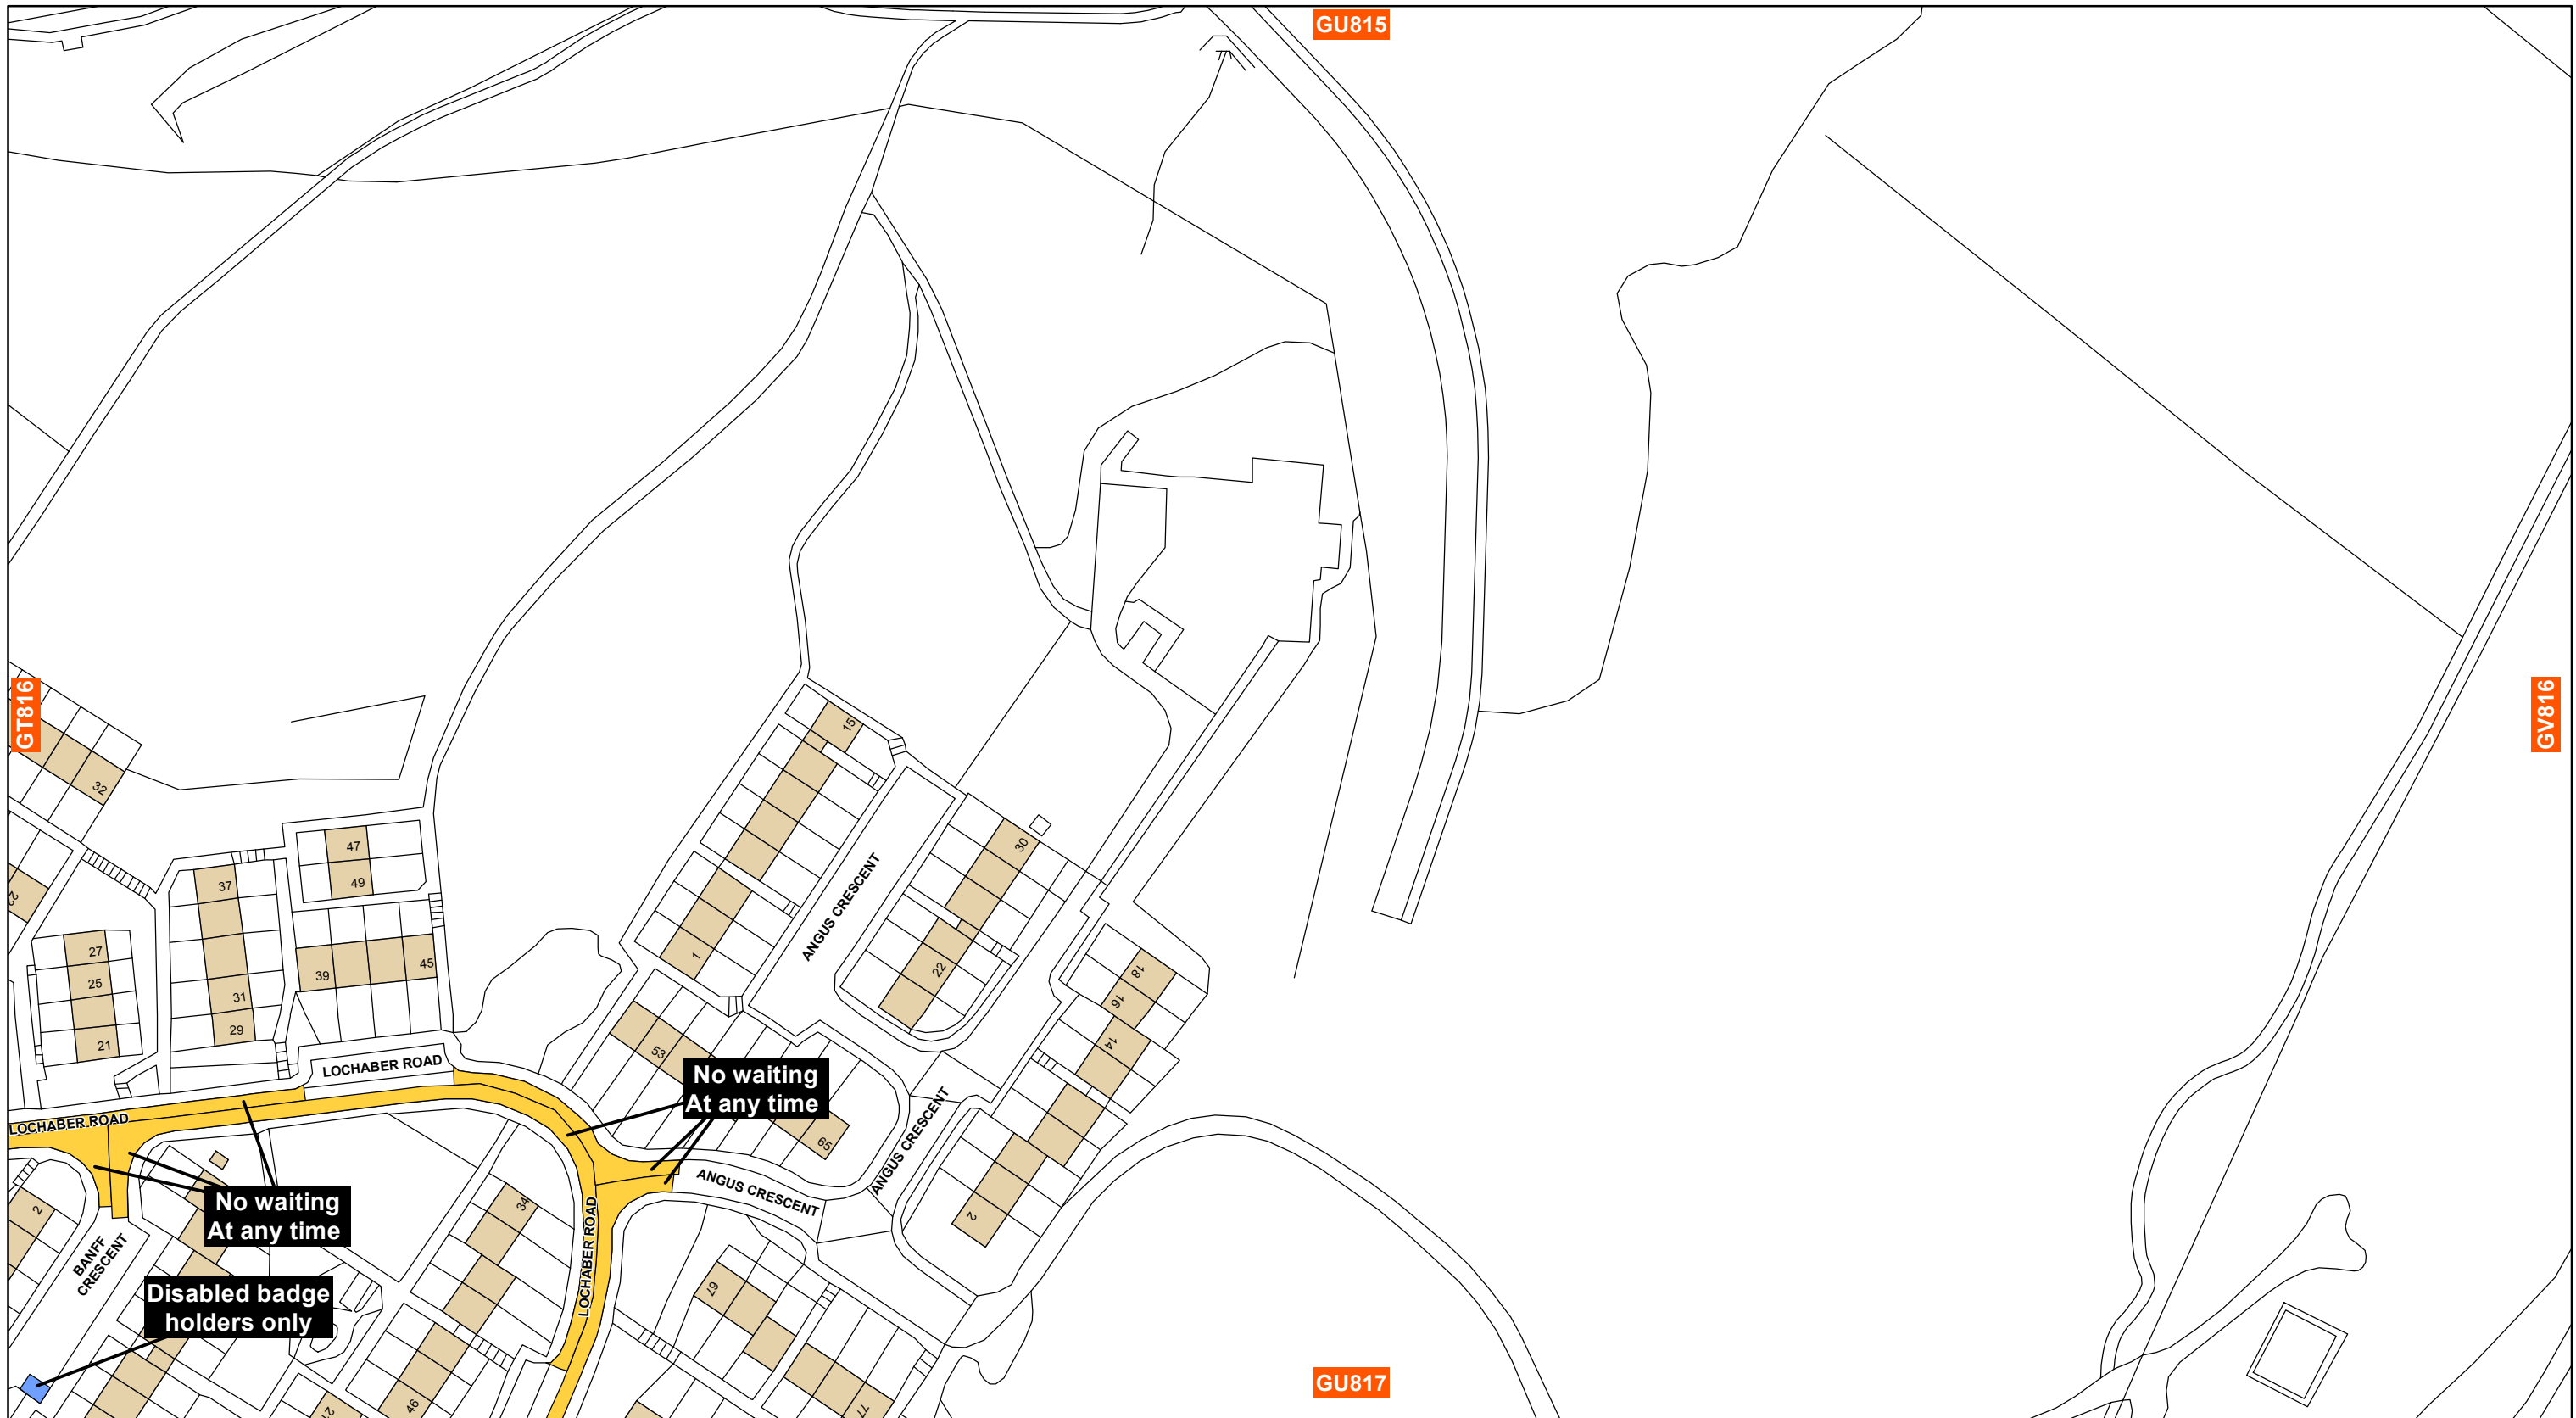 GU815
GT816
GV816
15
32
30
47
49
37
ANGUS CRESCENT
1
22
27
25
21
31
29
39
45
18
16
14
53
LOCHABER ROAD
No waiting
At any time
65
LOCHABER ROAD
ANGUS CRESCENT
ANGUS CRESCENT
No waiting
At any time
2
34
2
LOCHABER ROAD
BANFF
CRESCENT
Disabled badge
holders only
67
46
77
GU817